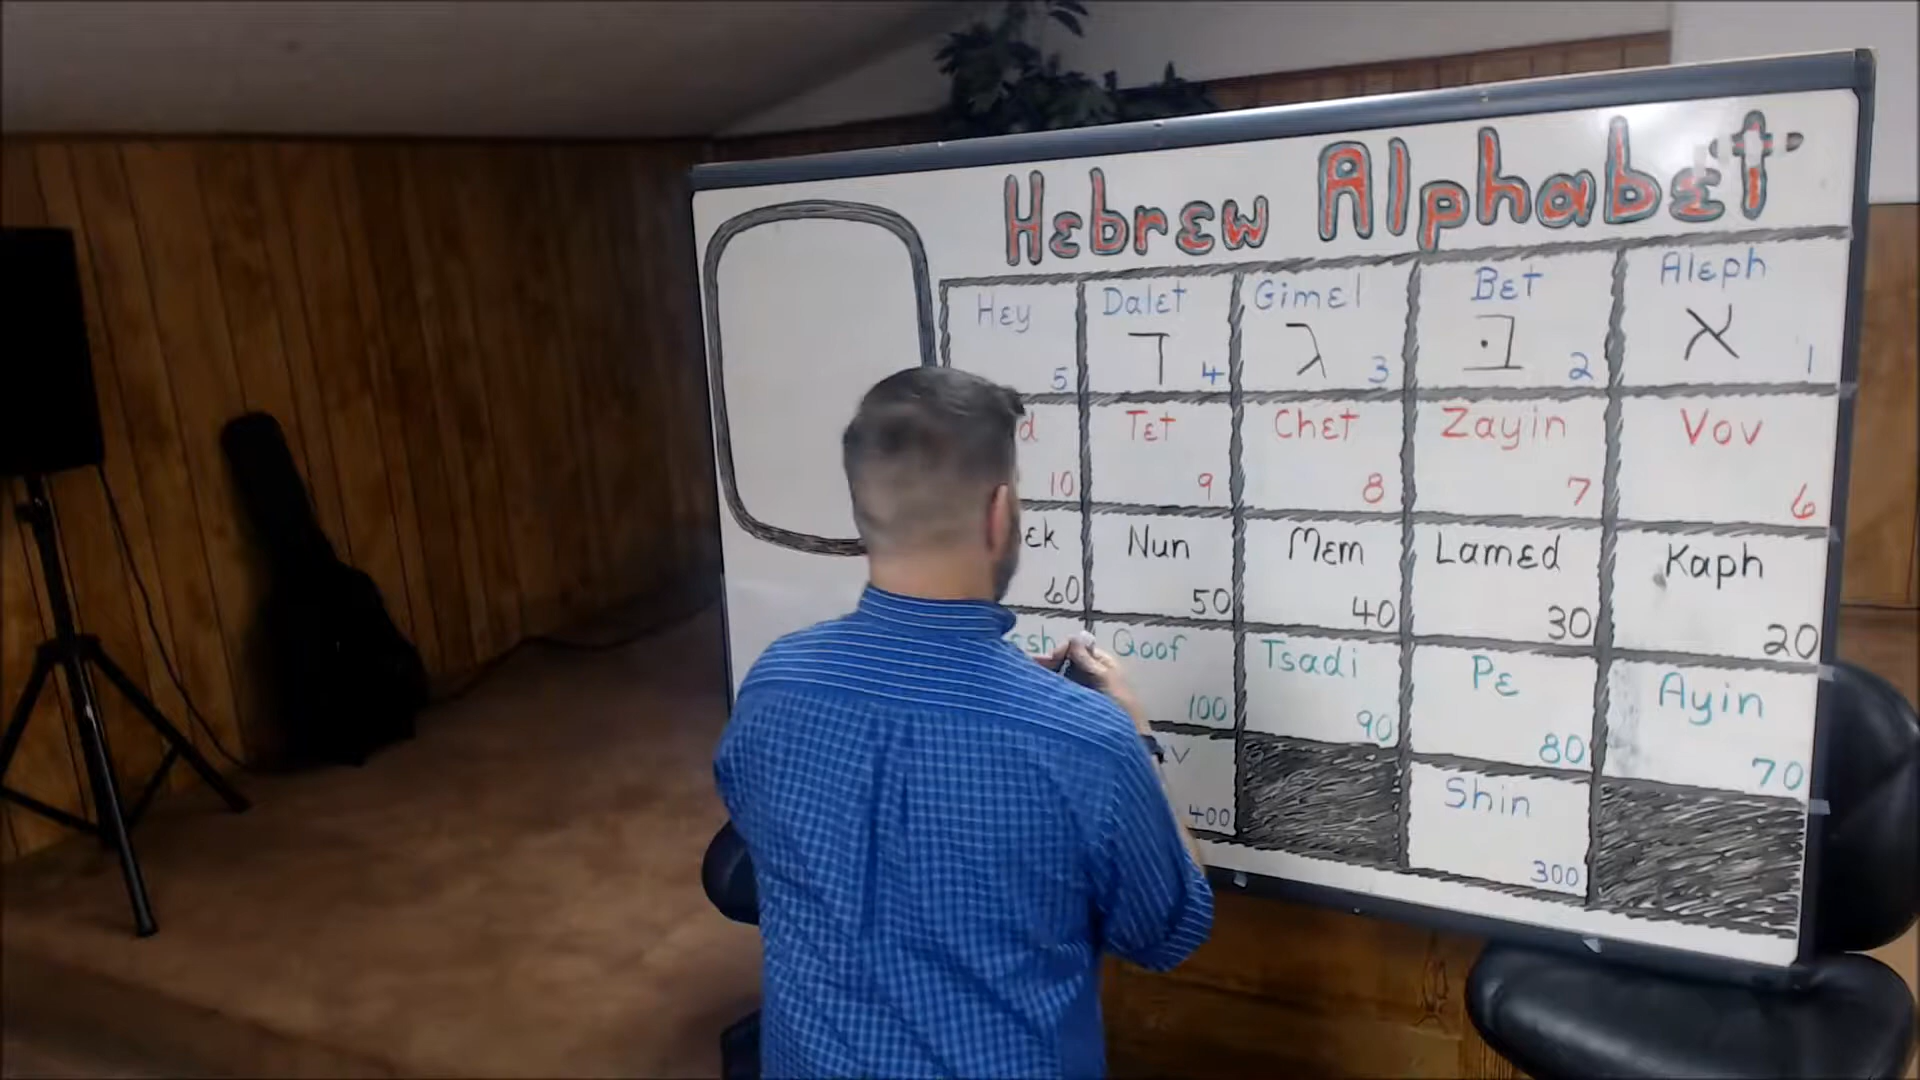 Hebrew Alphabet
Hey Dalet Gimel Bet Aleph
ד ג בּ א
5 4 3 2 1
Tet Chet Zayin Vov
10 9 8 7 6
Nun Mem Lamed Kaph
60 50 40 30 20
Qoof Tsadi Pe Ayin
100 90 80 70
Shin
400 300